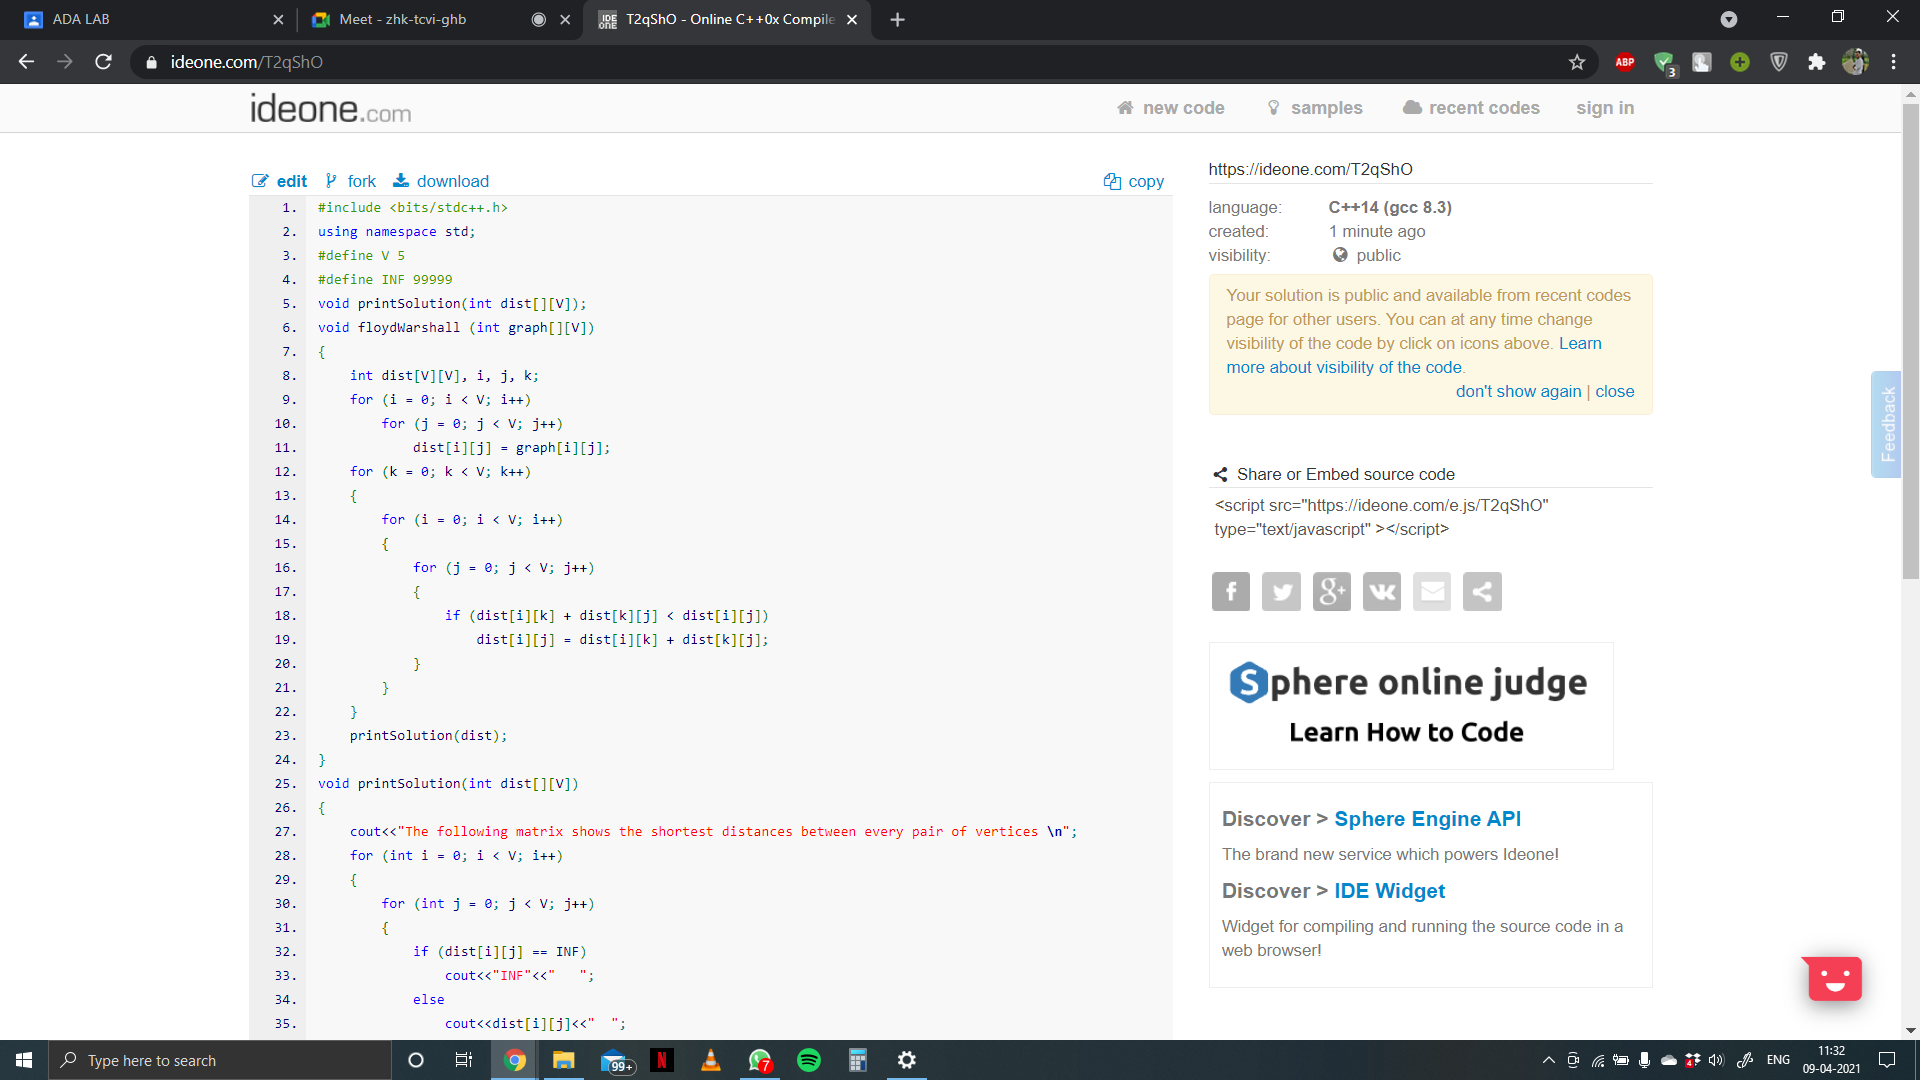 ADA LAB
Meet - zhk-tcvi-ghb
T2qShO - Online C++0x Compile
ideone.com/T2qShO
ABP
3
ideone.com
new code
samples
recent codes
sign in
edit
fork
download
copy
1. #include <bits/stdc++.h>
2. using namespace std;
3. #define V 5
4. #define INF 99999
5. void printSolution(int dist[][V]);
6. void floydWarshall (int graph[][V])
7. {
8.     int dist[V][V], i, j, k;
9.     for (i = 0; i < V; i++)
10.         for (j = 0; j < V; j++)
11.             dist[i][j] = graph[i][j];
12.     for (k = 0; k < V; k++)
13.     {
14.         for (i = 0; i < V; i++)
15.         {
16.             for (j = 0; j < V; j++)
17.             {
18.                 if (dist[i][k] + dist[k][j] < dist[i][j])
19.                     dist[i][j] = dist[i][k] + dist[k][j];
20.             }
21.         }
22.     }
23.     printSolution(dist);
24. }
25. void printSolution(int dist[][V])
26. {
27.     cout<<"The following matrix shows the shortest distances between every pair of vertices \n";
28.     for (int i = 0; i < V; i++)
29.     {
30.         for (int j = 0; j < V; j++)
31.         {
32.             if (dist[i][j] == INF)
33.                 cout<<"INF"<<"   ";
34.             else
35.                 cout<<dist[i][j]<<"  ";
https://ideone.com/T2qShO
language: C++14 (gcc 8.3)
created: 1 minute ago
visibility: public
Your solution is public and available from recent codes
page for other users. You can at any time change
visibility of the code by click on icons above. Learn
more about visibility of the code.
don't show again | close
Share or Embed source code
<script src="https://ideone.com/e.js/T2qShO"
type="text/javascript" ></script>
Sphere online judge
Learn How to Code
Discover > Sphere Engine API
The brand new service which powers Ideone!
Discover > IDE Widget
Widget for compiling and running the source code in a
web browser!
Feedback
Type here to search
99+
7
ENG
11:32
09-04-2021